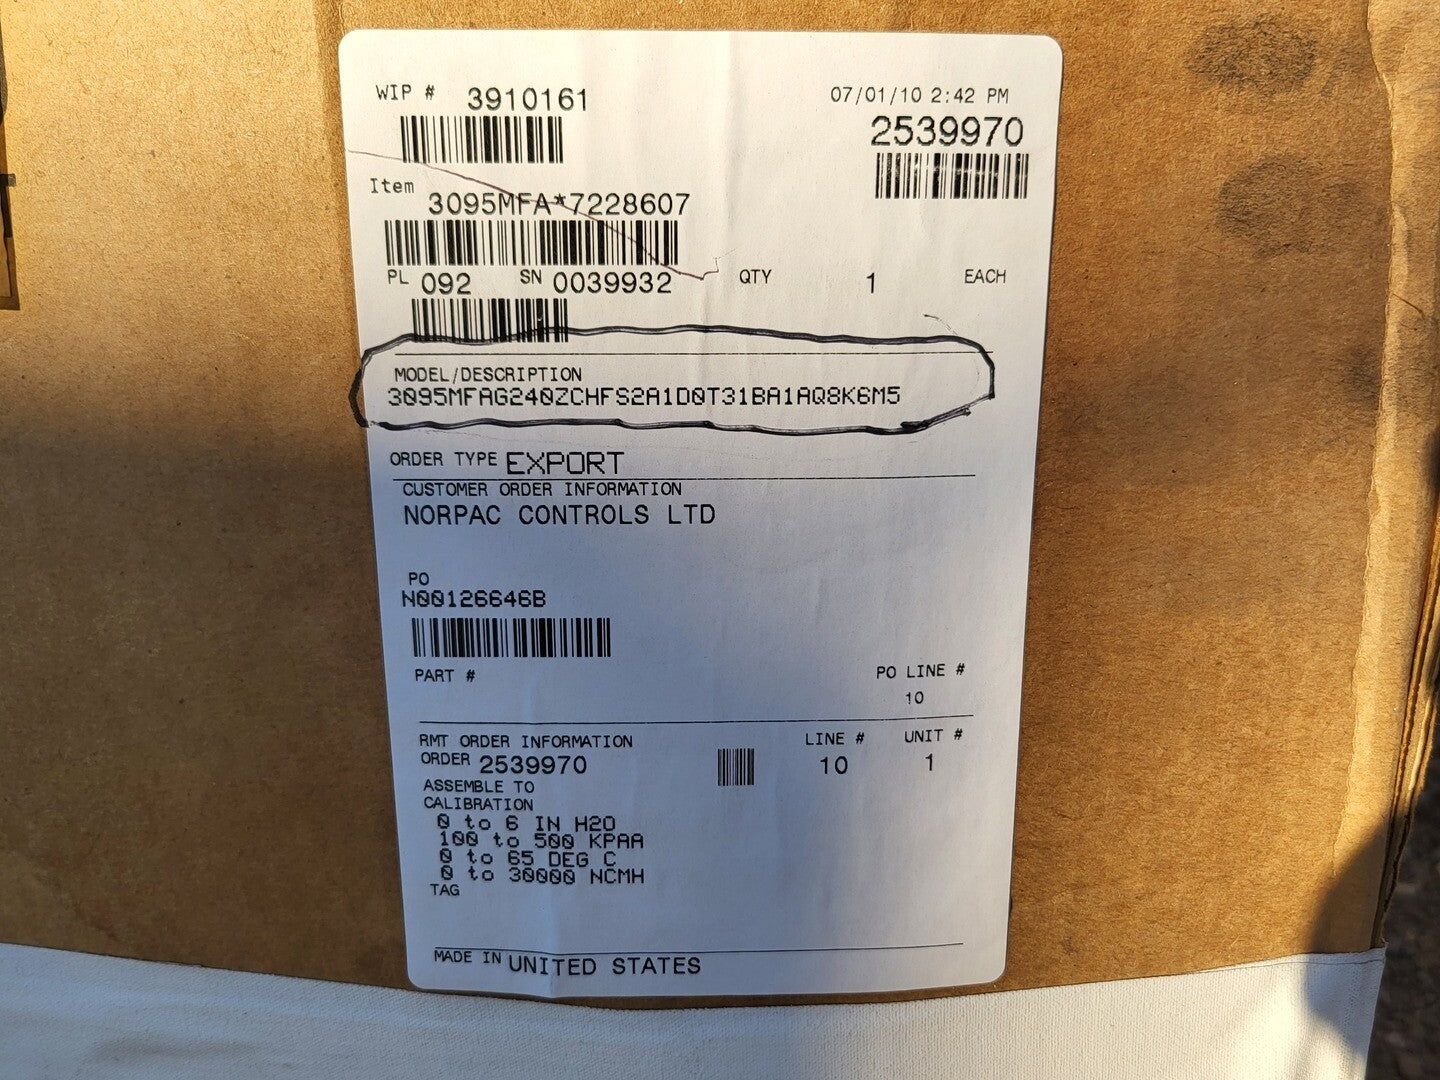 WIP # 3910161
07/01/10 2:42 PM
2539970
Item 3095MFA*7228607
PL 092 SN 0039932 QTY 1 EACH
MODEL/DESCRIPTION
3095MFAG240ZCHFS2A1D0T31BA1AQ8K6M5
ORDER TYPE EXPORT
CUSTOMER ORDER INFORMATION
NORPAC CONTROLS LTD
PO
N00126646B
PART #
PO LINE #
10
RMT ORDER INFORMATION LINE # UNIT #
ORDER 2539970 10 1
ASSEMBLE TO
CALIBRATION
0 to 6 IN H2O
100 to 500 KPAA
0 to 65 DEG C
0 to 30000 NCMH
TAG
MADE IN UNITED STATES